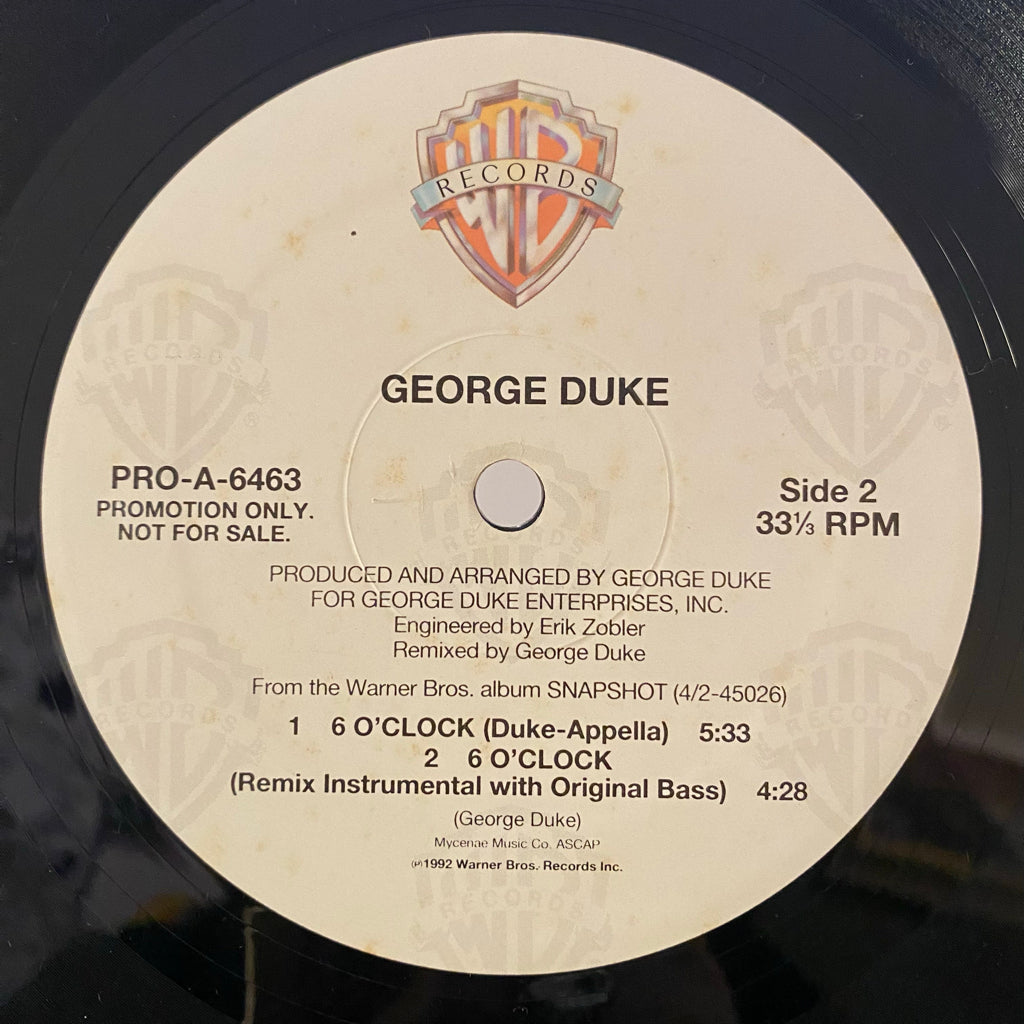 WB
RECORDS
GEORGE DUKE
PRO-A-6463
PROMOTION ONLY.
NOT FOR SALE.
Side 2
33⅓ RPM
PRODUCED AND ARRANGED BY GEORGE DUKE
FOR GEORGE DUKE ENTERPRISES, INC.
Engineered by Erik Zobler
Remixed by George Duke
From the Warner Bros. album SNAPSHOT (4/2-45026)
1 6 O'CLOCK (Duke-Appella) 5:33
2 6 O'CLOCK
(Remix Instrumental with Original Bass) 4:28
(George Duke)
Mycenae Music Co. ASCAP
℗1992 Warner Bros. Records Inc.